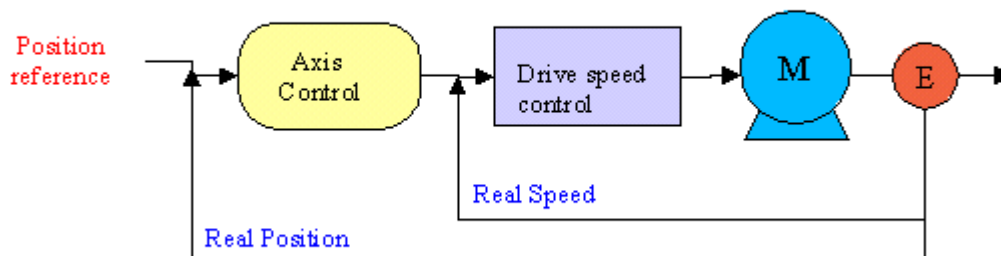 Position
reference
Axis
Control
Drive speed
control
M
E
Real Speed
Real Position